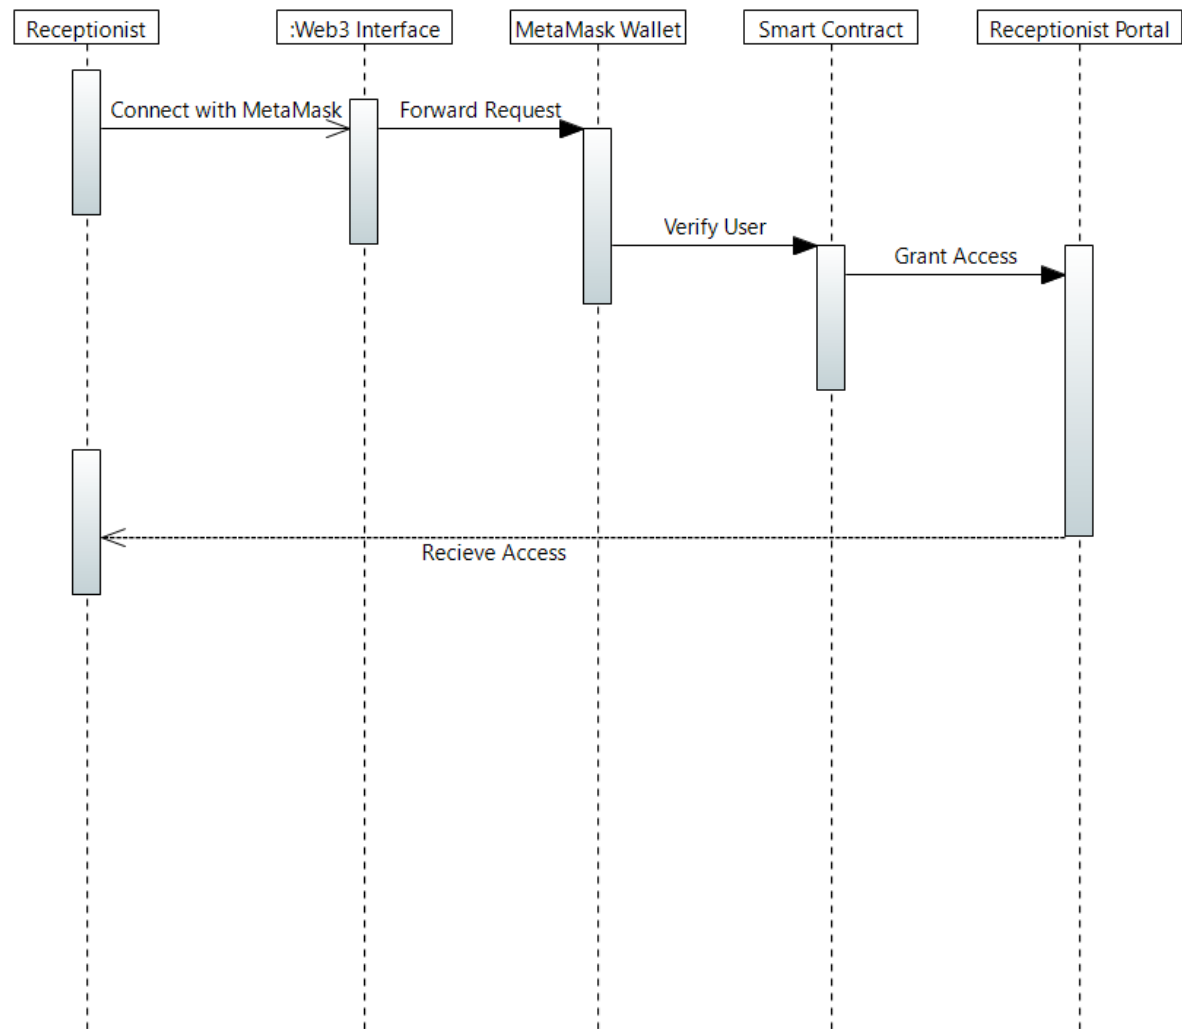 Receptionist
:Web3 Interface
MetaMask Wallet
Smart Contract
Receptionist Portal
Connect with MetaMask
Forward Request
Verify User
Grant Access
Recieve Access